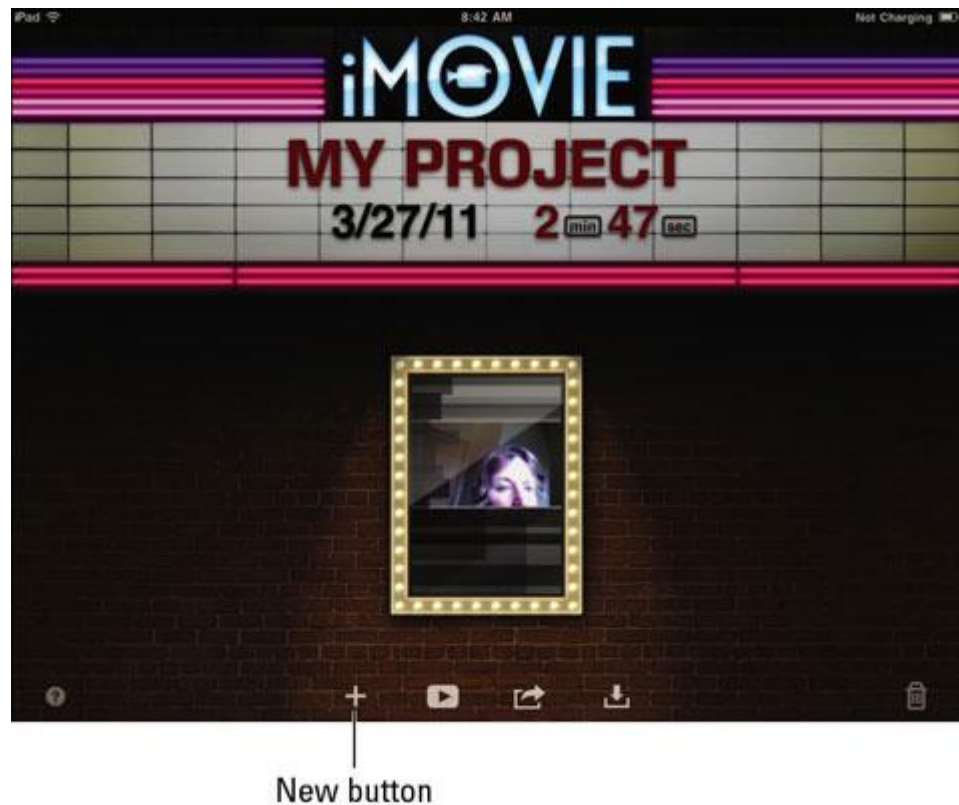 iPad 8:42 AM Not Charging
iMOVIE
MY PROJECT
3/27/11 2 min 47 sec
?
New button